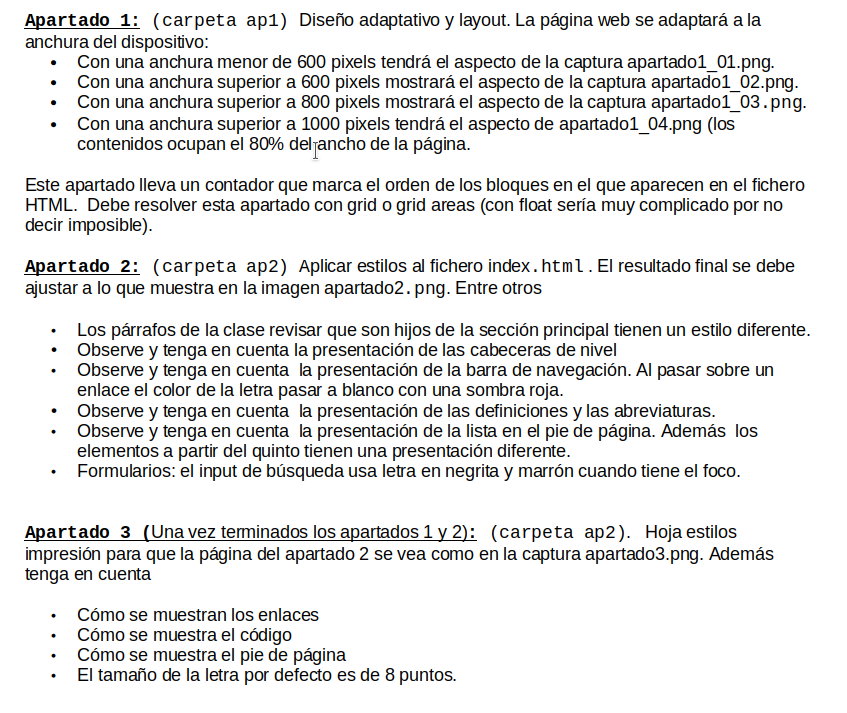 Apartado 1: (carpeta ap1) Diseño adaptativo y layout. La página web se adaptará a la
anchura del dispositivo:
• Con una anchura menor de 600 pixels tendrá el aspecto de la captura apartado1_01.png.
• Con una anchura superior a 600 pixels mostrará el aspecto de la captura apartado1_02.png.
• Con una anchura superior a 800 pixels mostrará el aspecto de la captura apartado1_03.png.
• Con una anchura superior a 1000 pixels tendrá el aspecto de apartado1_04.png (los
contenidos ocupan el 80% del ancho de la página.
Este apartado lleva un contador que marca el orden de los bloques en el que aparecen en el fichero
HTML. Debe resolver esta apartado con grid o grid areas (con float sería muy complicado por no
decir imposible).
Apartado 2: (carpeta ap2) Aplicar estilos al fichero index.html . El resultado final se debe
ajustar a lo que muestra en la imagen apartado2.png. Entre otros
• Los párrafos de la clase revisar que son hijos de la sección principal tienen un estilo diferente.
• Observe y tenga en cuenta la presentación de las cabeceras de nivel
• Observe y tenga en cuenta la presentación de la barra de navegación. Al pasar sobre un
enlace el color de la letra pasar a blanco con una sombra roja.
• Observe y tenga en cuenta la presentación de las definiciones y las abreviaturas.
• Observe y tenga en cuenta la presentación de la lista en el pie de página. Además los
elementos a partir del quinto tienen una presentación diferente.
• Formularios: el input de búsqueda usa letra en negrita y marrón cuando tiene el foco.
Apartado 3 (Una vez terminados los apartados 1 y 2): (carpeta ap2). Hoja estilos
impresión para que la página del apartado 2 se vea como en la captura apartado3.png. Además
tenga en cuenta
• Cómo se muestran los enlaces
• Cómo se muestra el código
• Cómo se muestra el pie de página
• El tamaño de la letra por defecto es de 8 puntos.